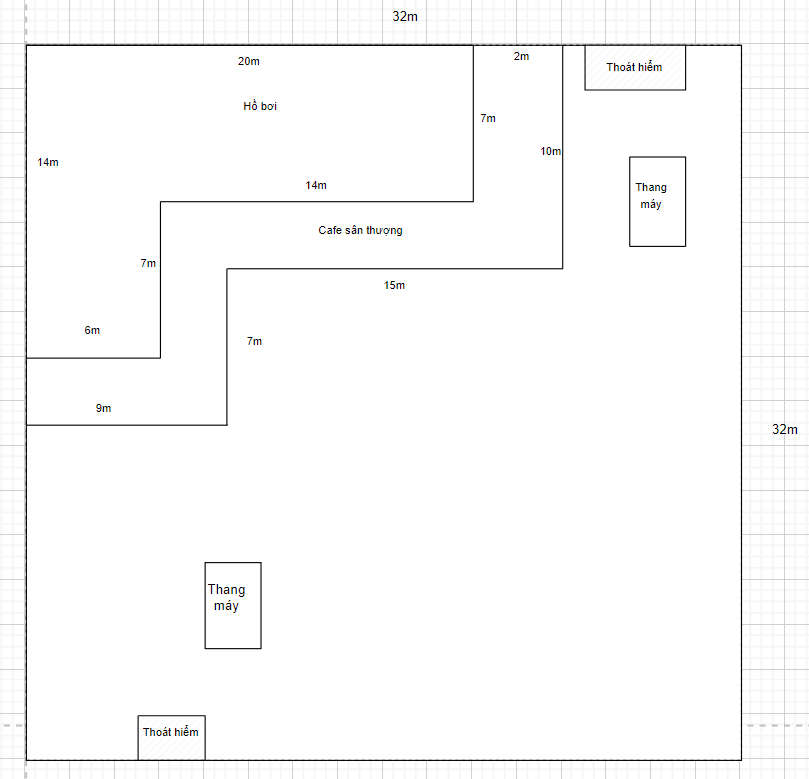 32m
20m
2m
Thoát hiểm
Hồ bơi
7m
10m
14m
14m
Thang
máy
Cafe sân thượng
7m
15m
6m
7m
9m
32m
Thang
máy
Thoát hiểm